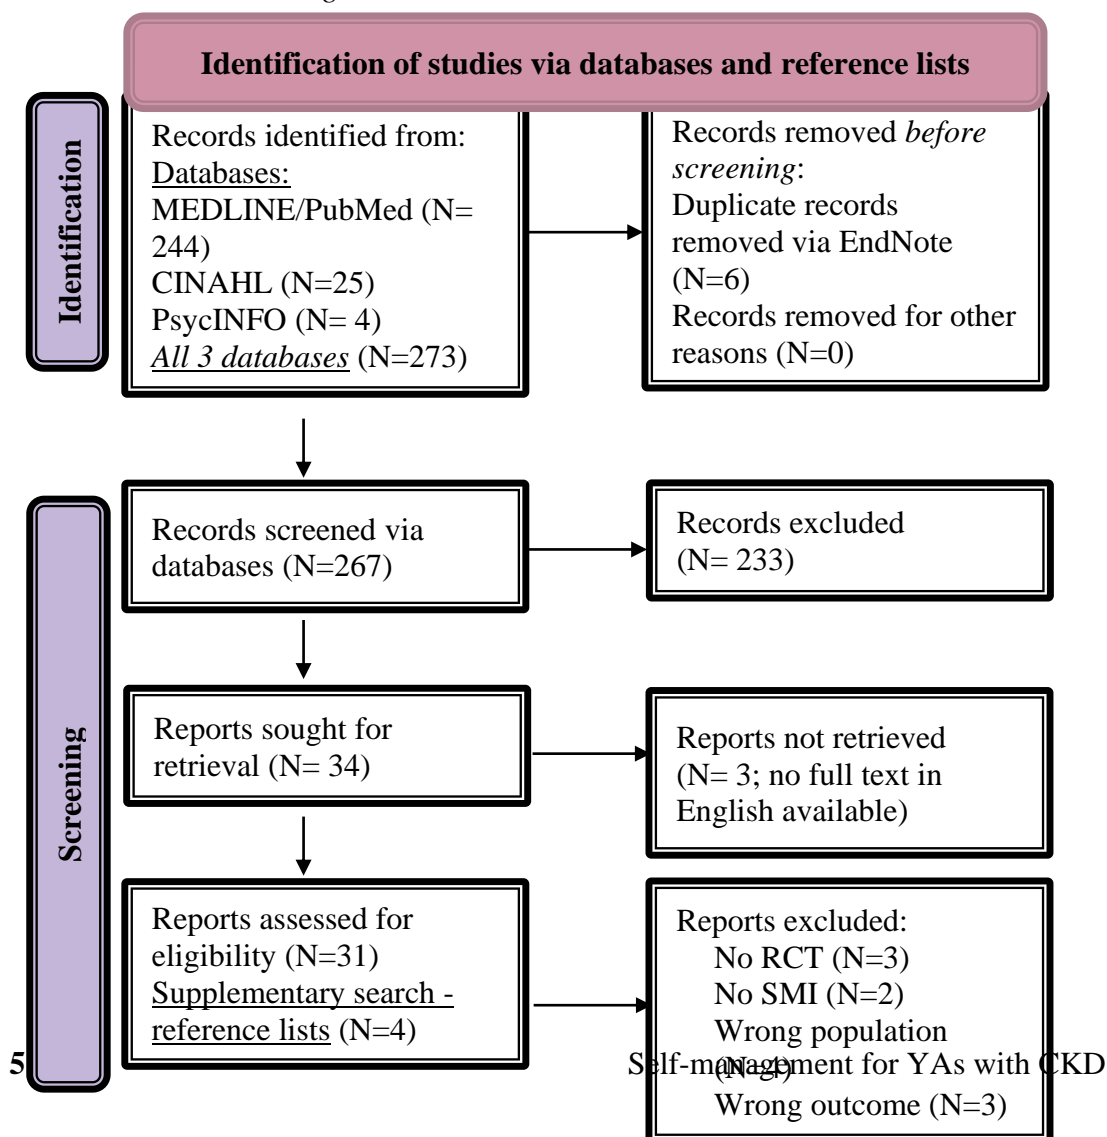 Identification of studies via databases and reference lists
Identification
Records identified from:
Databases:
MEDLINE/PubMed (N=
244)
CINAHL (N=25)
PsycINFO (N= 4)
All 3 databases (N=273)
Records removed before
screening:
Duplicate records
removed via EndNote
(N=6)
Records removed for other
reasons (N=0)
Screening
Records screened via
databases (N=267)
Records excluded
(N= 233)
Reports sought for
retrieval (N= 34)
Reports not retrieved
(N= 3; no full text in
English available)
Reports assessed for
eligibility (N=31)
Supplementary search -
reference lists (N=4)
Reports excluded:
No RCT (N=3)
No SMI (N=2)
Wrong population
(N=4)
Wrong outcome (N=3)
5
Self-management for YAs with CKD